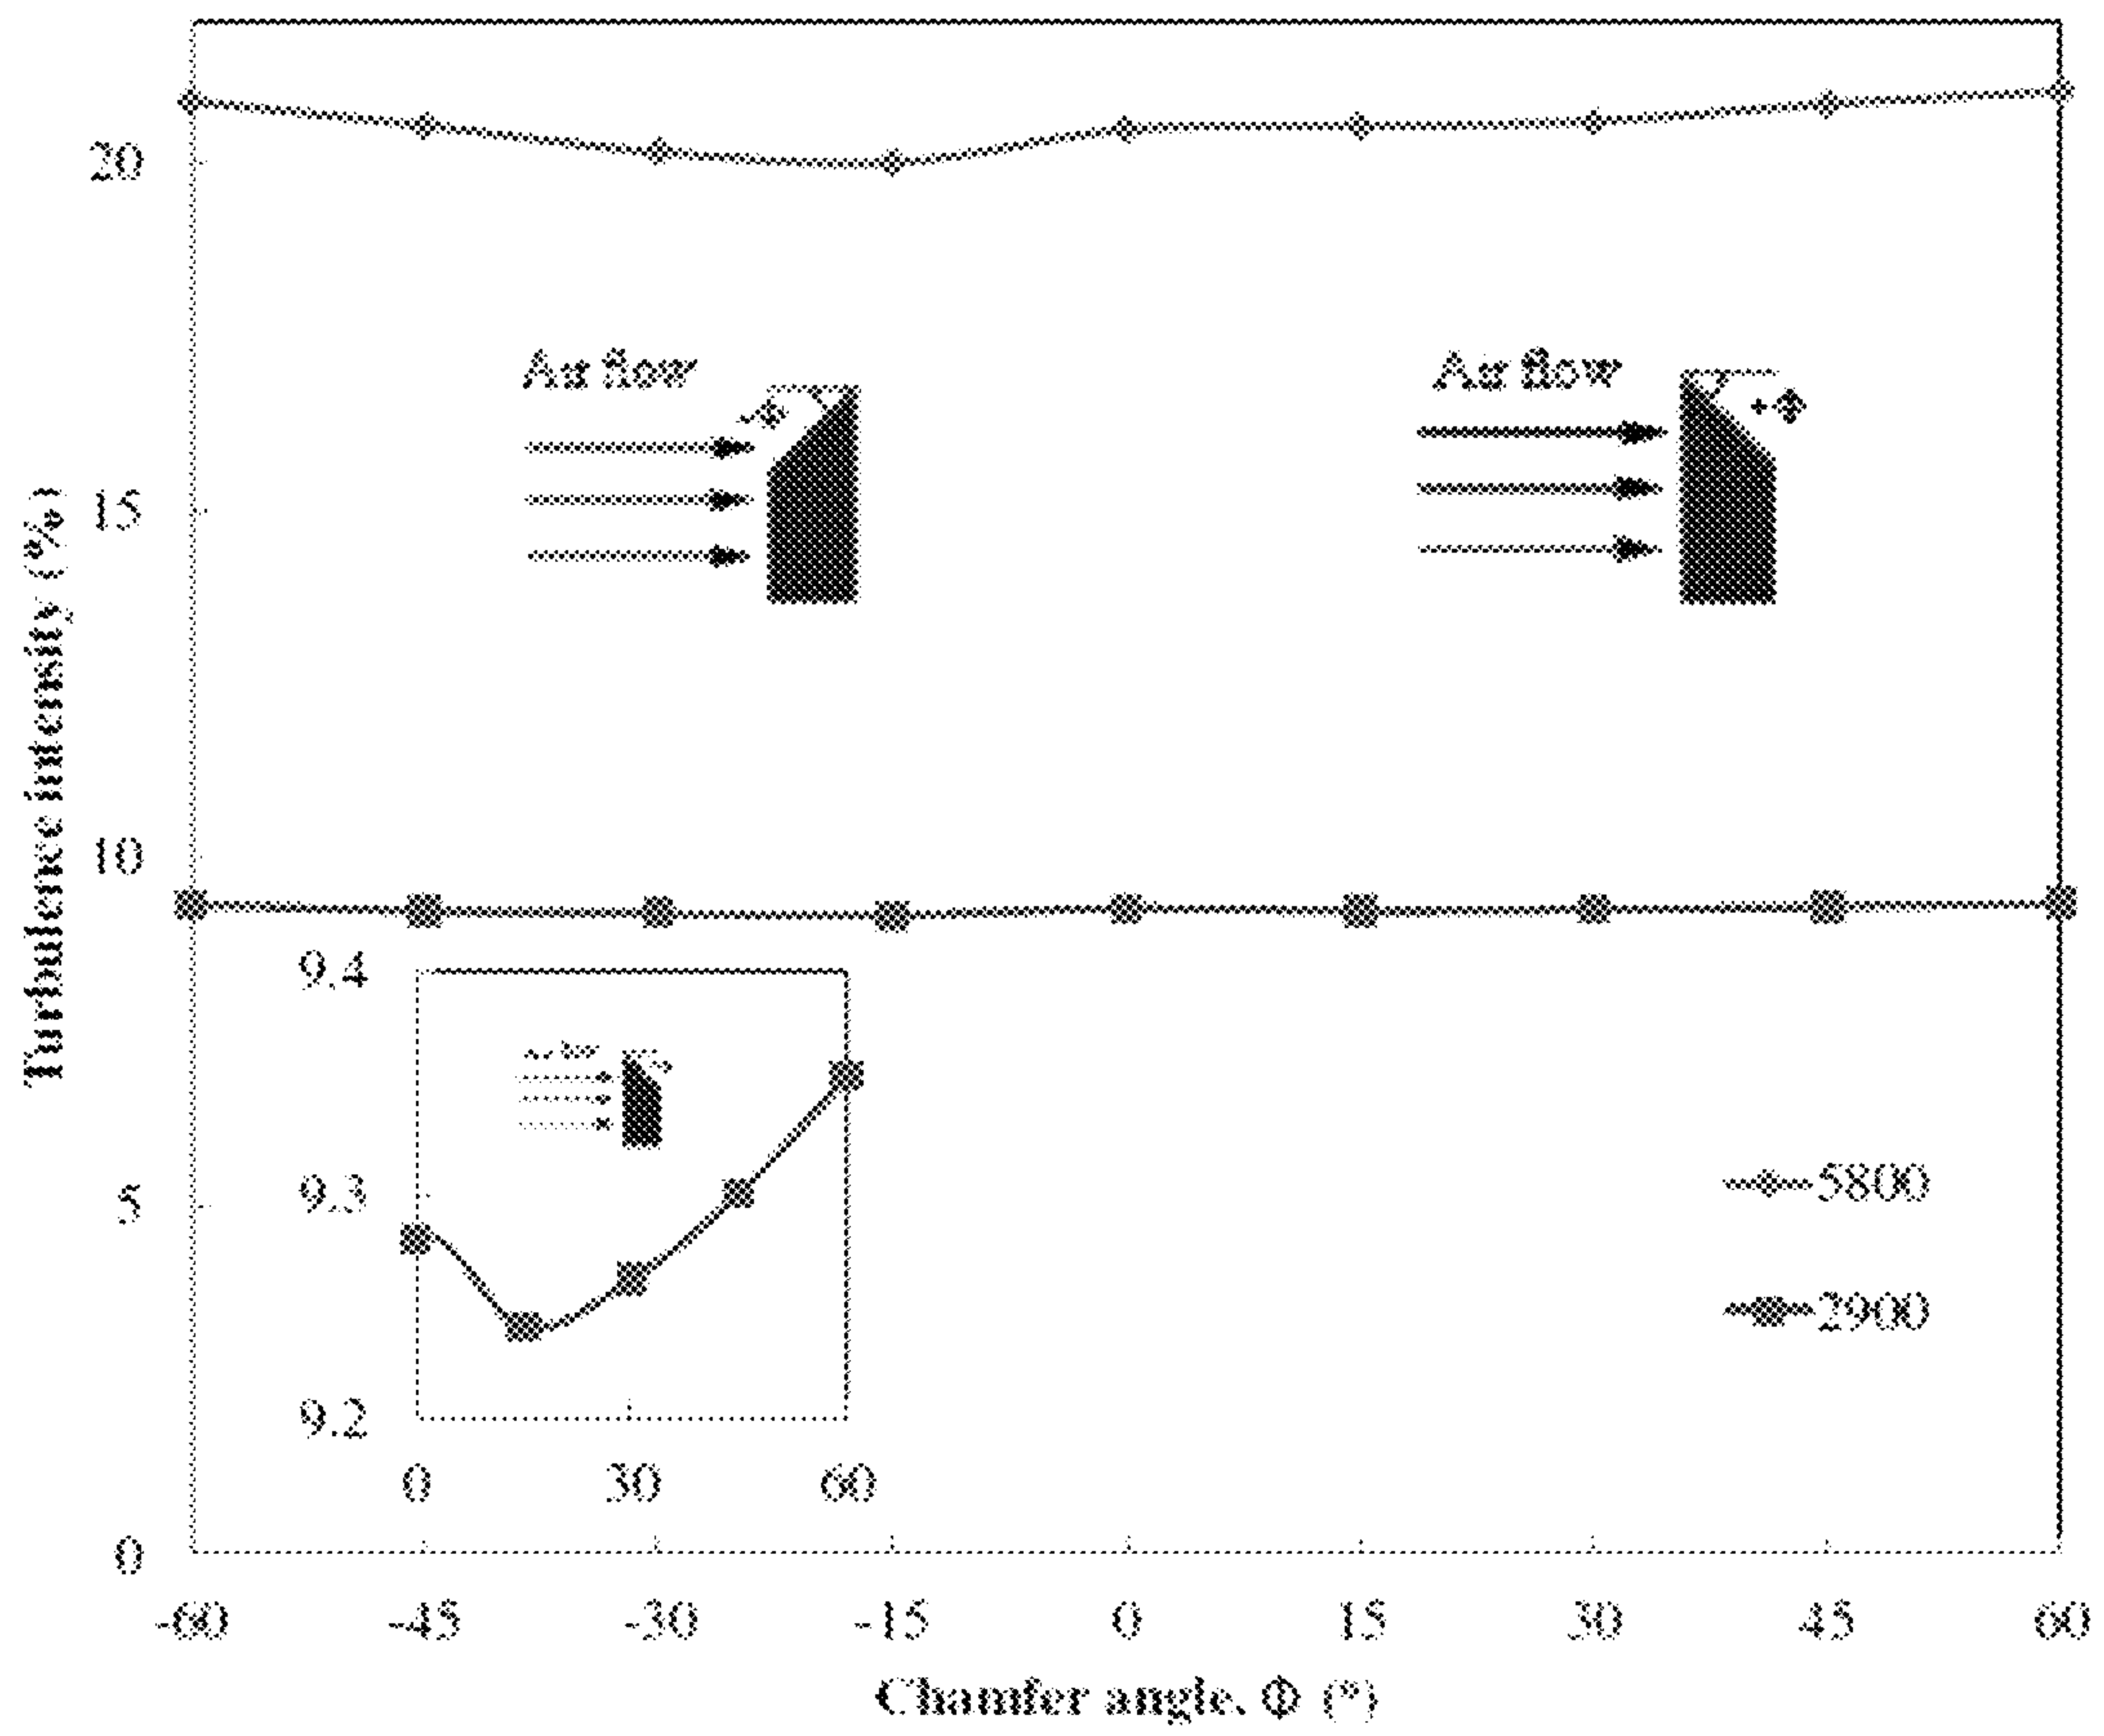 20
15
10
5
0
Turbulence intensity (%)
Air flow
-Φ
Air flow
+Φ
9.4
9.3
9.2
0 30 60
5800
2900
-60 -45 -30 -15 0 15 30 45 60
Chamfer angle, Φ (°)